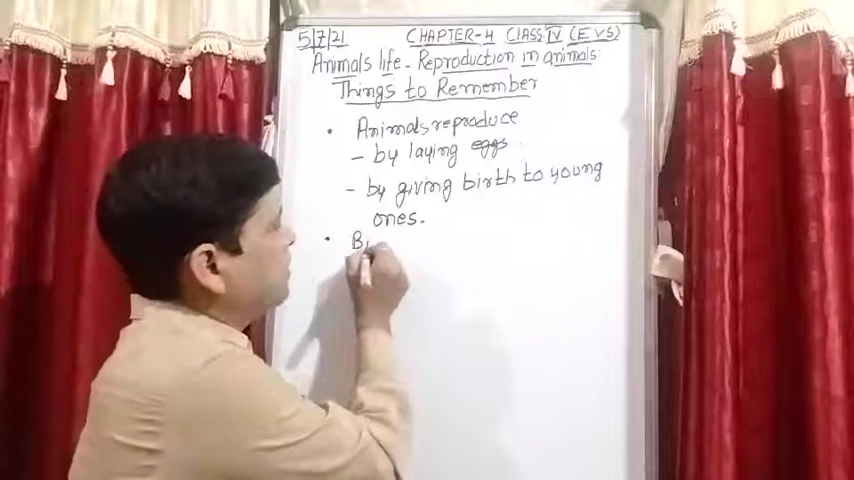 5/7/21 CHAPTER-4 CLASS IV (EVS)
Animals life - Reproduction in animals.
Things to Remember
• Animals reproduce
- by laying eggs.
- by giving birth to young
ones.
• Bi